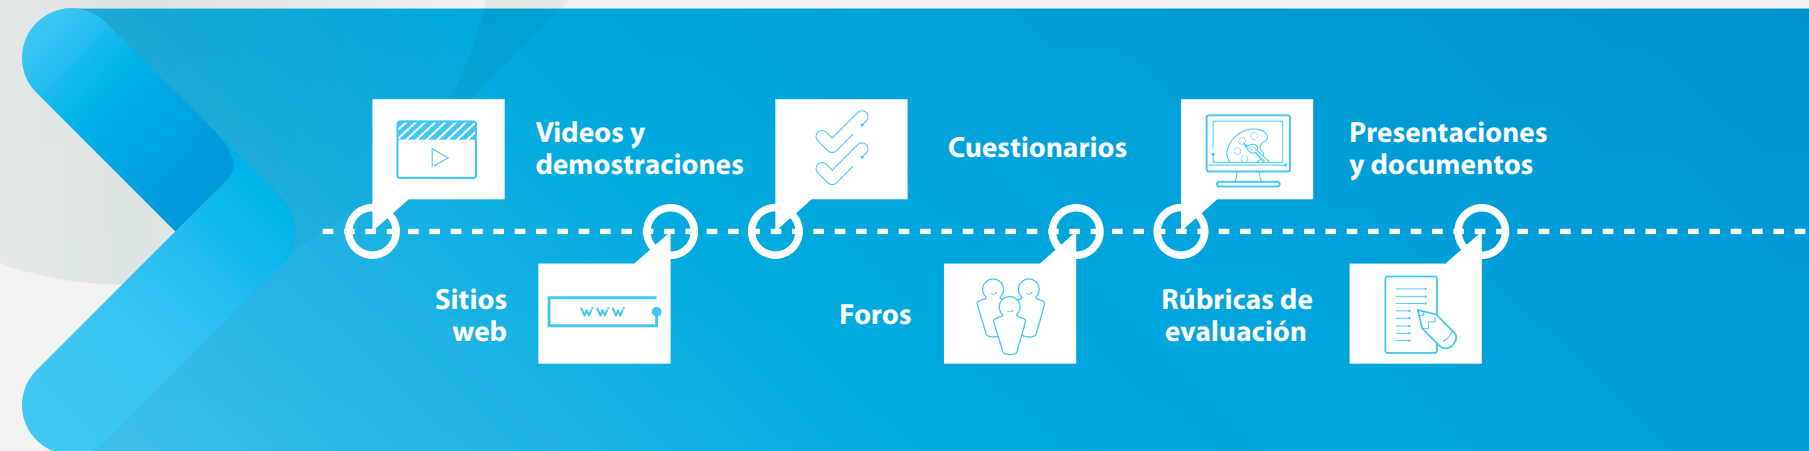 Videos y
demostraciones
Sitios
web
www
Cuestionarios
Foros
Presentaciones
y documentos
Rúbricas de
evaluación